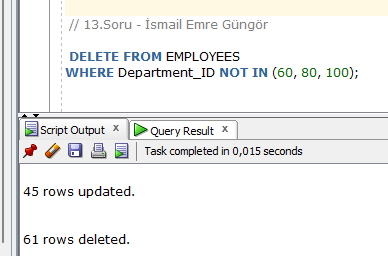 // 13.Soru - İsmail Emre Güngör
DELETE FROM EMPLOYEES
WHERE Department_ID NOT IN (60, 80, 100);
Script Output x Query Result x
Task completed in 0,015 seconds
45 rows updated.
61 rows deleted.